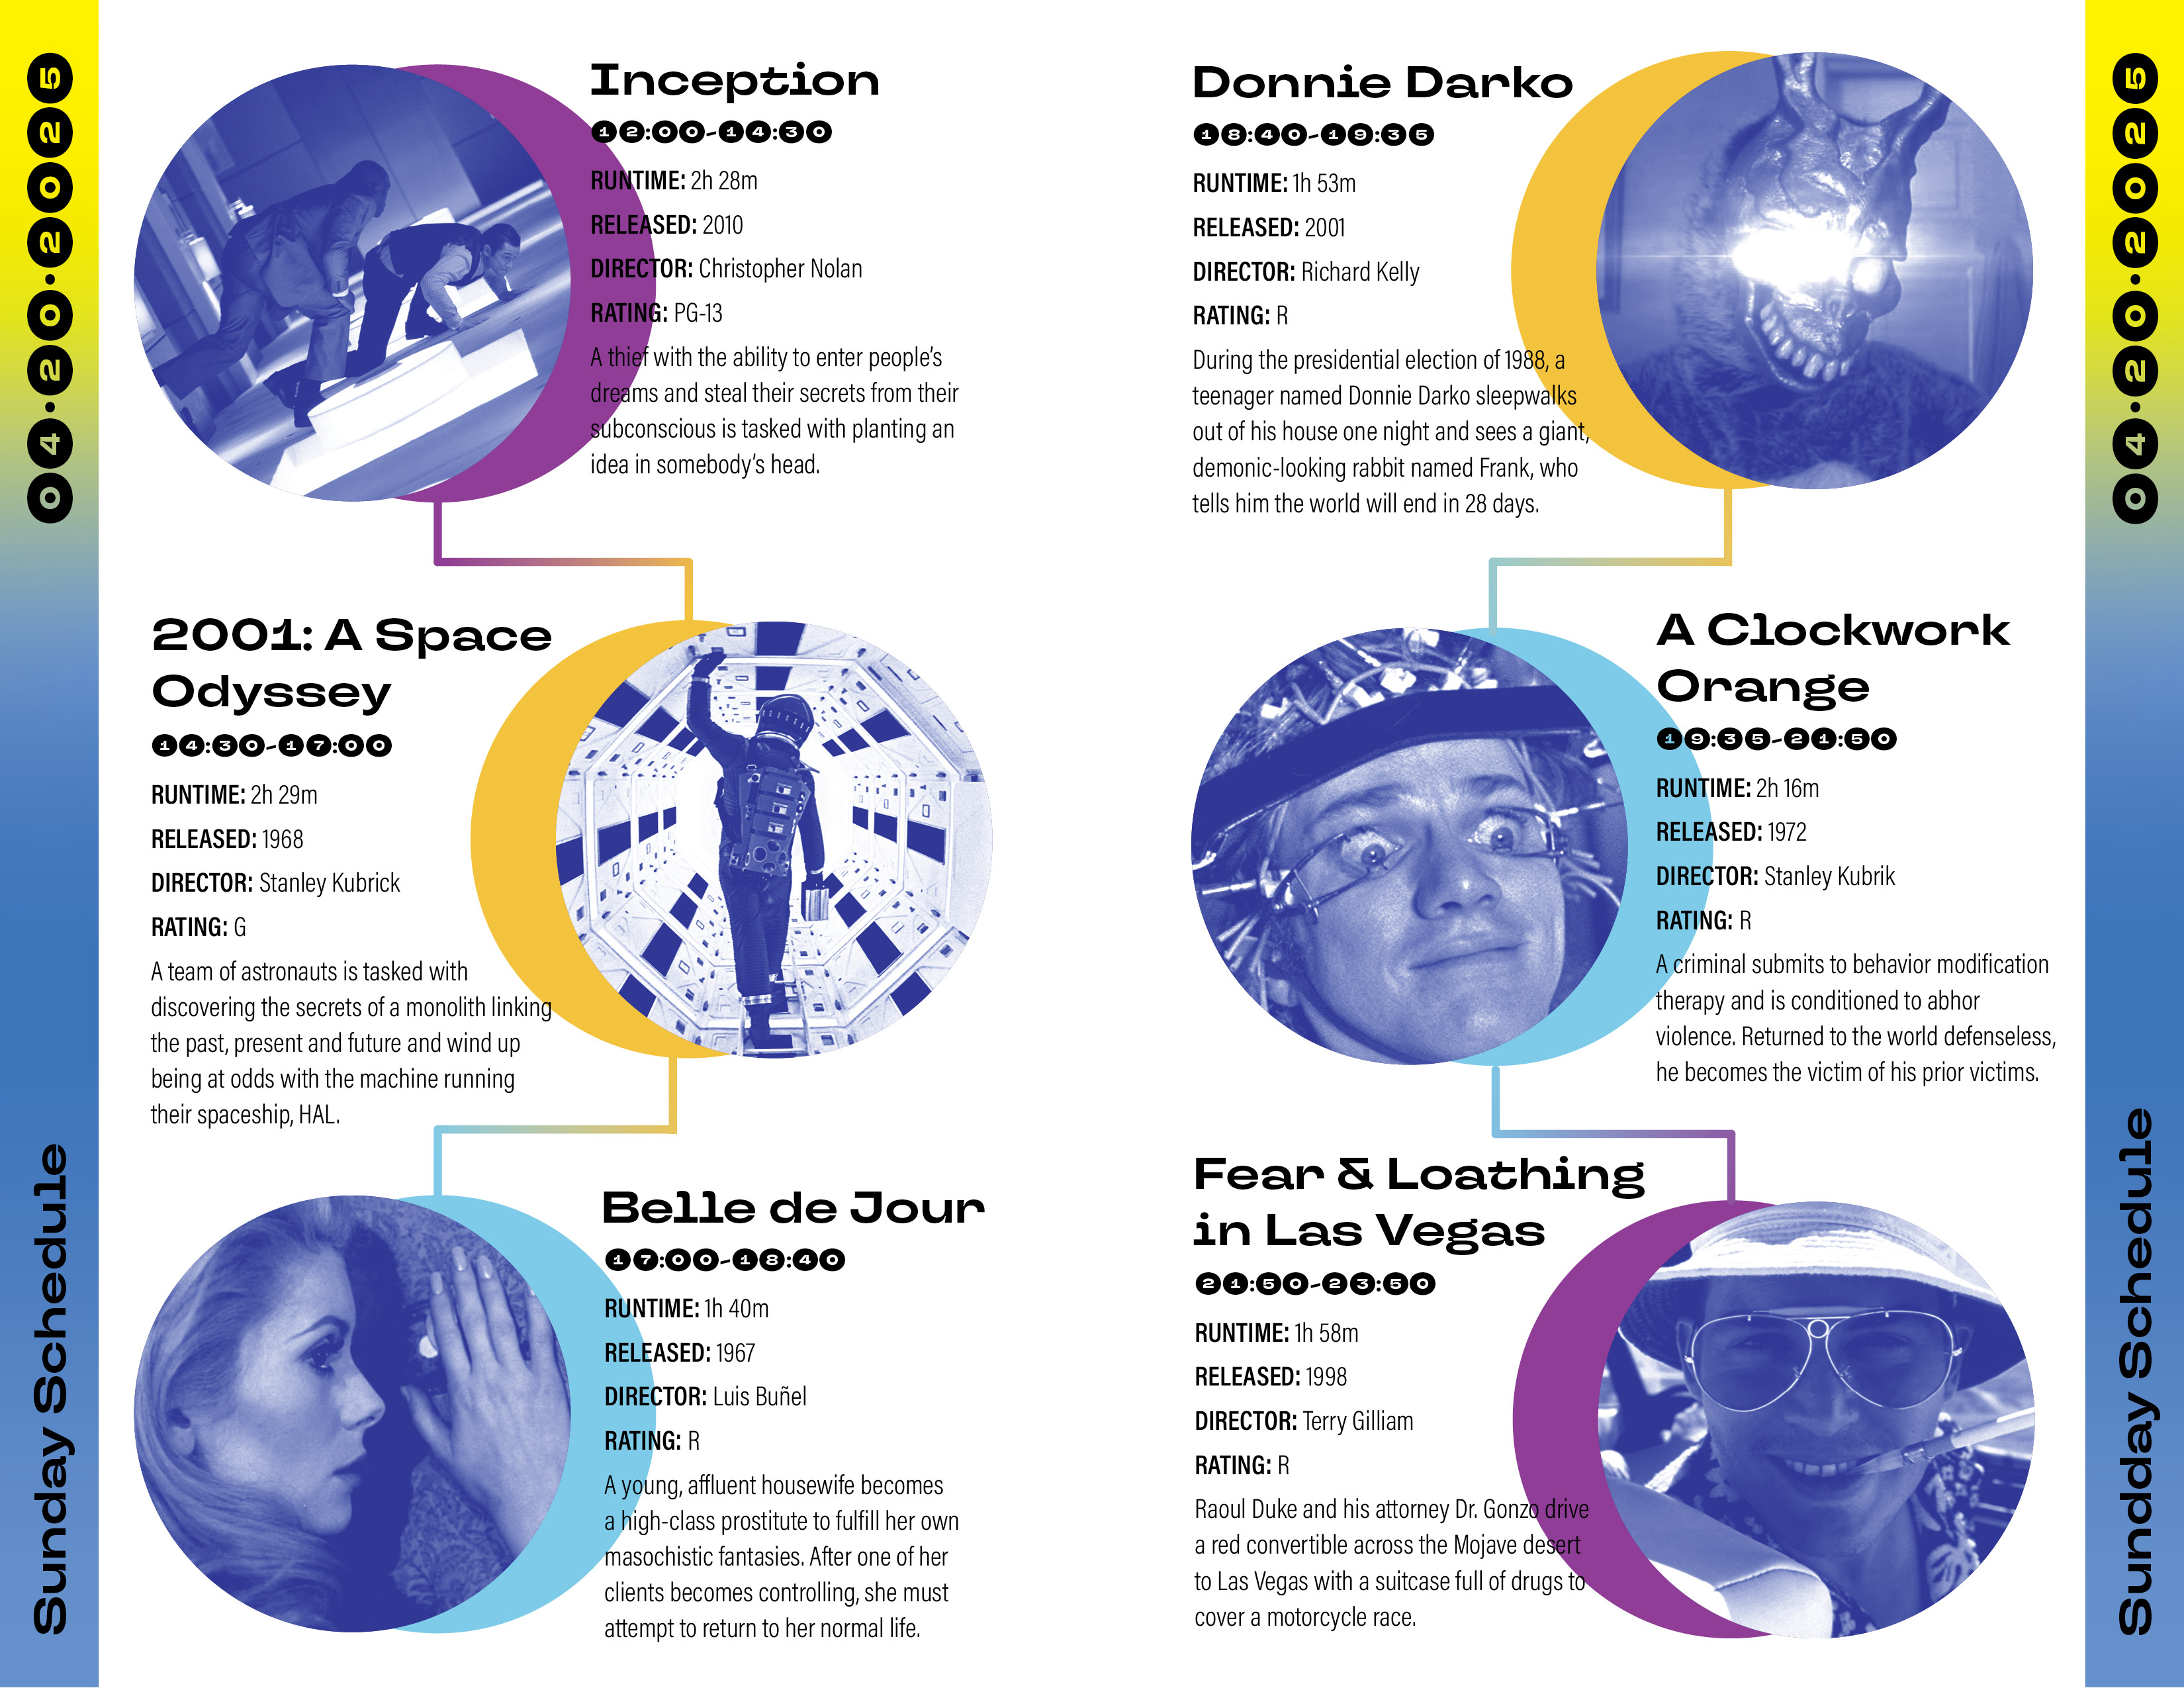 04.20.2025
Sunday Schedule
Inception
12:00-14:30
RUNTIME: 2h 28m
RELEASED: 2010
DIRECTOR: Christopher Nolan
RATING: PG-13
A thief with the ability to enter people's
dreams and steal their secrets from their
subconscious is tasked with planting an
idea in somebody's head.
2001: A Space
Odyssey
14:30-17:00
RUNTIME: 2h 29m
RELEASED: 1968
DIRECTOR: Stanley Kubrick
RATING: G
A team of astronauts is tasked with
discovering the secrets of a monolith linking
the past, present and future and wind up
being at odds with the machine running
their spaceship, HAL.
Belle de Jour
17:00-18:40
RUNTIME: 1h 40m
RELEASED: 1967
DIRECTOR: Luis Buñel
RATING: R
A young, affluent housewife becomes
a high-class prostitute to fulfill her own
masochistic fantasies. After one of her
clients becomes controlling, she must
attempt to return to her normal life.
Donnie Darko
18:40-19:35
RUNTIME: 1h 53m
RELEASED: 2001
DIRECTOR: Richard Kelly
RATING: R
During the presidential election of 1988, a
teenager named Donnie Darko sleepwalks
out of his house one night and sees a giant,
demonic-looking rabbit named Frank, who
tells him the world will end in 28 days.
A Clockwork
Orange
19:35-21:50
RUNTIME: 2h 16m
RELEASED: 1972
DIRECTOR: Stanley Kubrik
RATING: R
A criminal submits to behavior modification
therapy and is conditioned to abhor
violence. Returned to the world defenseless,
he becomes the victim of his prior victims.
Fear & Loathing
in Las Vegas
21:50-23:50
RUNTIME: 1h 58m
RELEASED: 1998
DIRECTOR: Terry Gilliam
RATING: R
Raoul Duke and his attorney Dr. Gonzo drive
a red convertible across the Mojave desert
to Las Vegas with a suitcase full of drugs to
cover a motorcycle race.
04.20.2025
Sunday Schedule